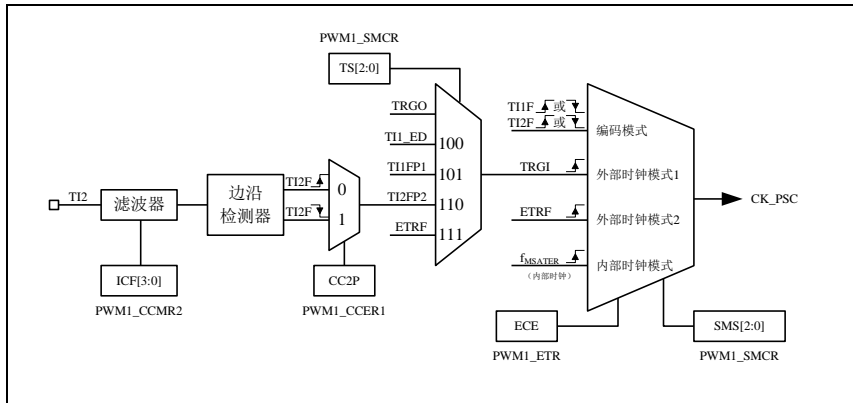 PWM1_SMCR
TS[2:0]
TRGO
TI1_ED
100
TI1FP1
101
TI2FP2
110
ETRF
111
TI2
滤波器
边沿
检测器
TI2F
0
TI2F
1
ICF[3:0]
PWM1_CCMR2
CC2P
PWM1_CCER1
TI1F 或
TI2F 或
编码模式
TRGI
外部时钟模式1
ETRF
外部时钟模式2
fMSATER
(内部时钟)
内部时钟模式
CK_PSC
ECE
PWM1_ETR
SMS[2:0]
PWM1_SMCR